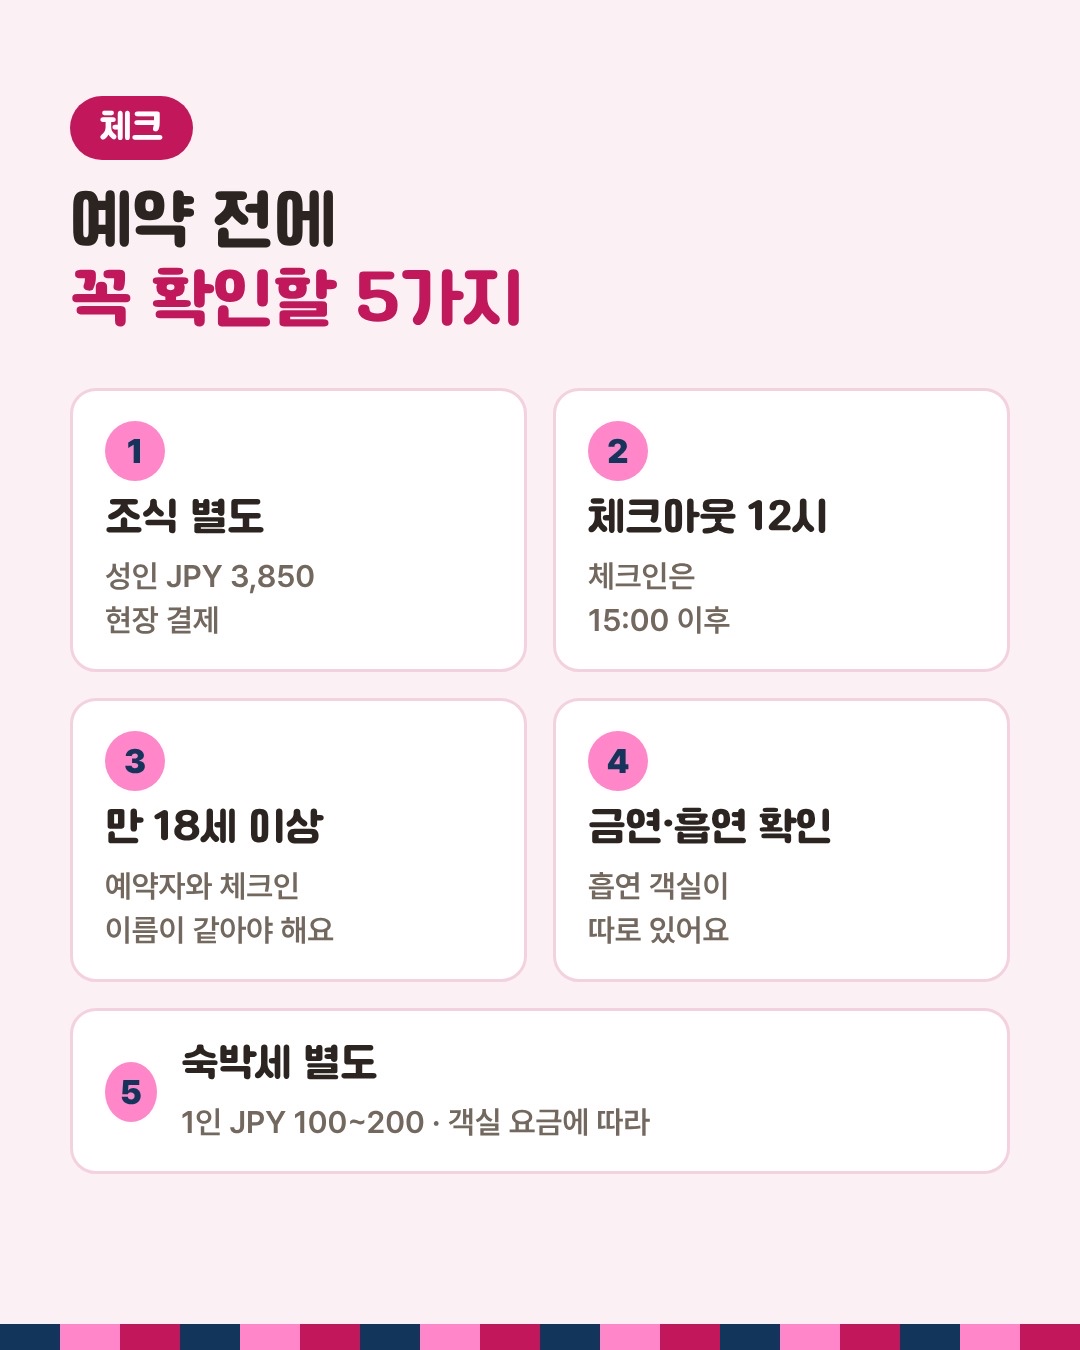 체크
예약 전에
꼭 확인할 5가지
1
조식 별도
성인 JPY 3,850
현장 결제
2
체크아웃 12시
체크인은
15:00 이후
3
만 18세 이상
예약자와 체크인
이름이 같아야 해요
4
금연·흡연 확인
흡연 객실이
따로 있어요
5
숙박세 별도
1인 JPY 100~200 · 객실 요금에 따라